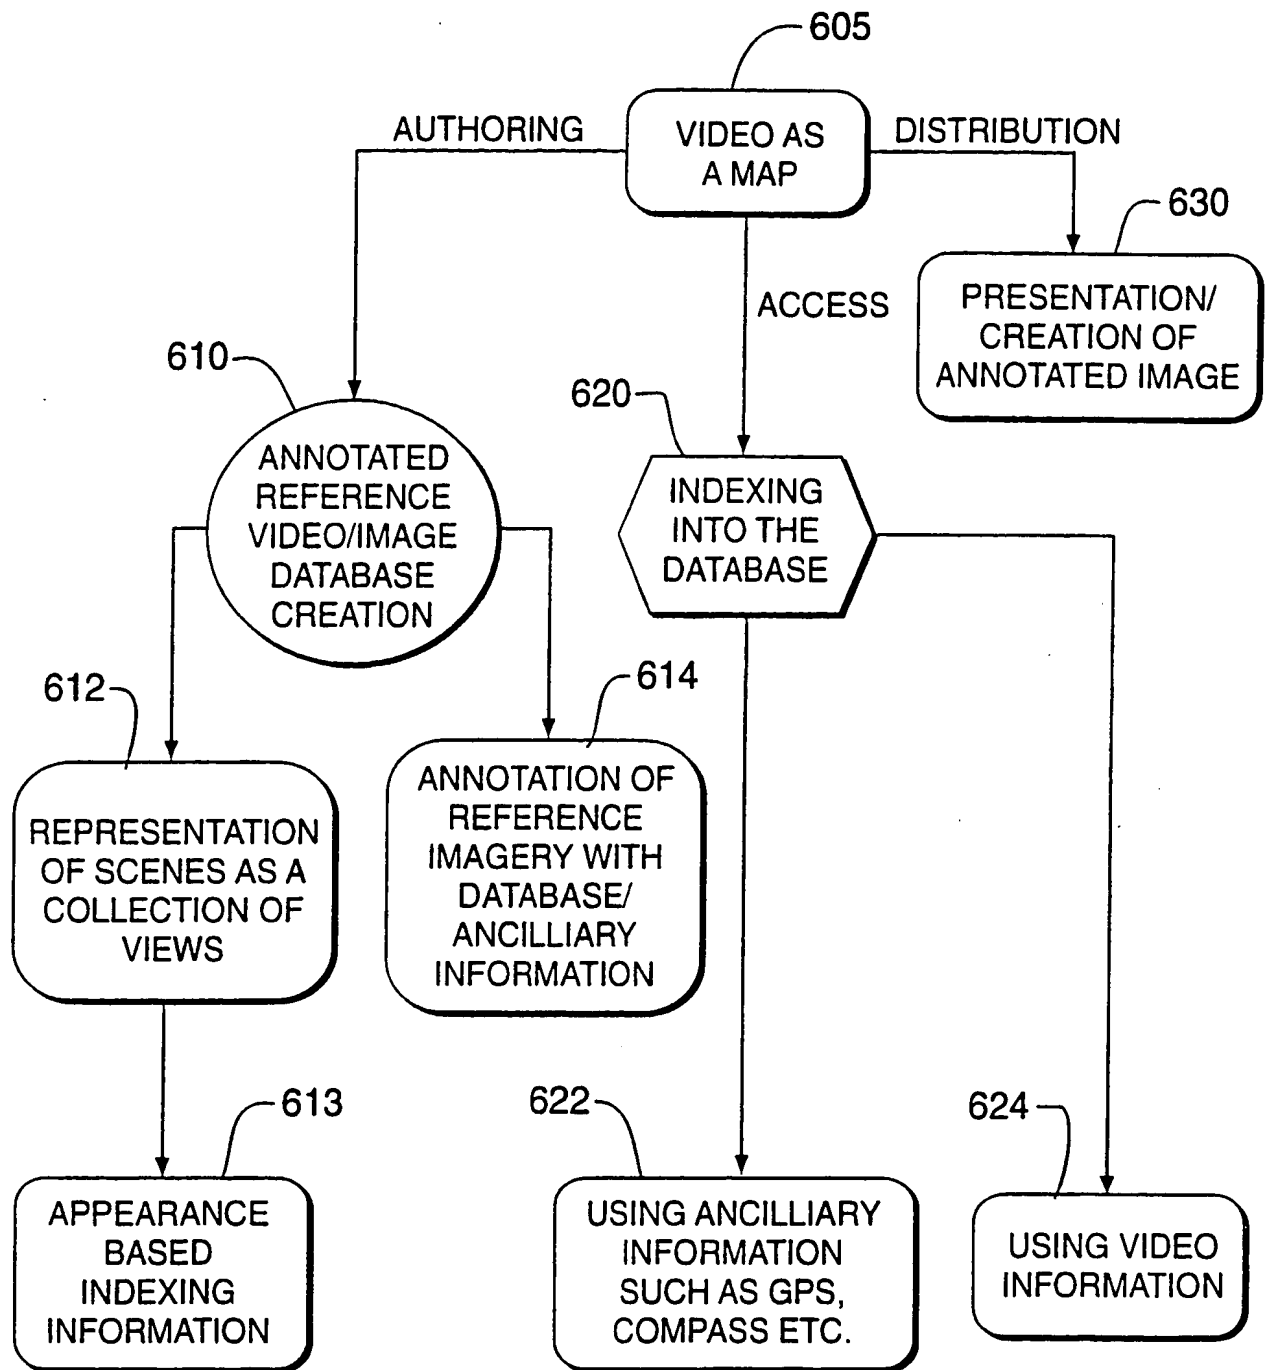 605
VIDEO AS
A MAP
AUTHORING
DISTRIBUTION
630
PRESENTATION/
CREATION OF
ANNOTATED IMAGE
ACCESS
610
ANNOTATED
REFERENCE
VIDEO/IMAGE
DATABASE
CREATION
620
INDEXING
INTO THE
DATABASE
612
REPRESENTATION
OF SCENES AS A
COLLECTION OF
VIEWS
614
ANNOTATION OF
REFERENCE
IMAGERY WITH
DATABASE/
ANCILLIARY
INFORMATION
613
APPEARANCE
BASED
INDEXING
INFORMATION
622
USING ANCILLIARY
INFORMATION
SUCH AS GPS,
COMPASS ETC.
624
USING VIDEO
INFORMATION